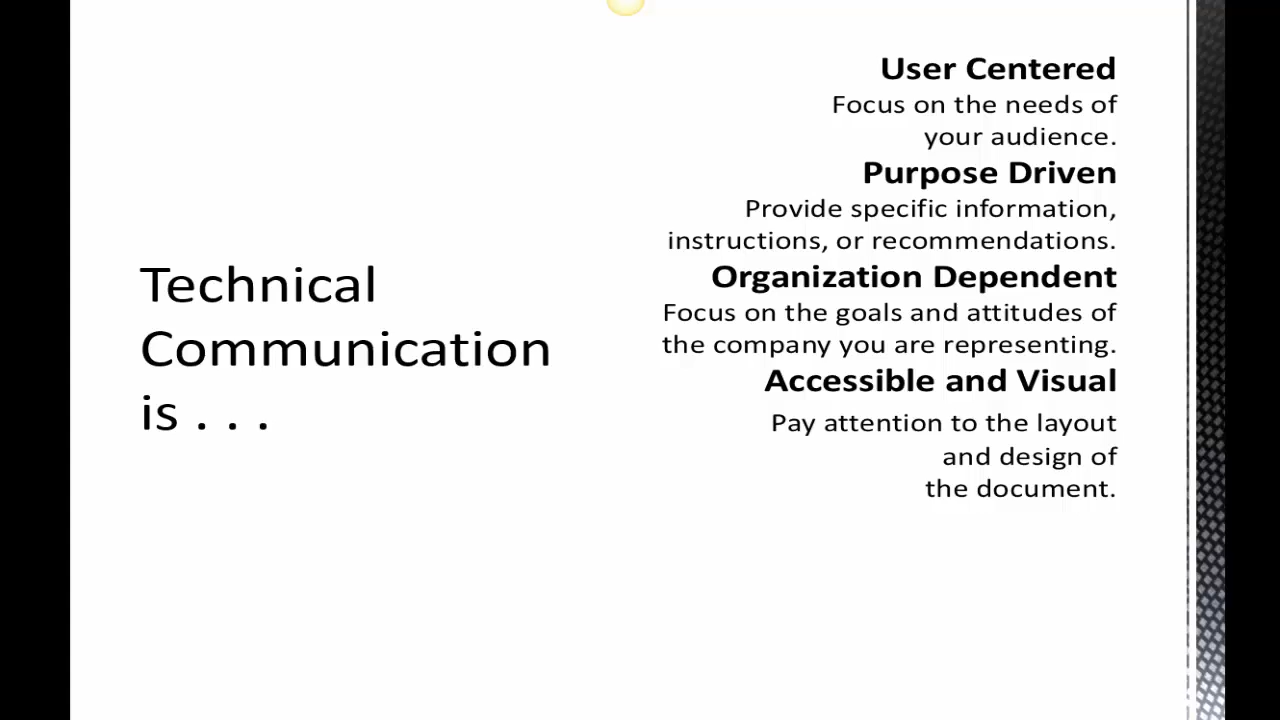 Technical
Communication
is . . .
User Centered
Focus on the needs of
your audience.
Purpose Driven
Provide specific information,
instructions, or recommendations.
Organization Dependent
Focus on the goals and attitudes of
the company you are representing.
Accessible and Visual
Pay attention to the layout
and design of
the document.